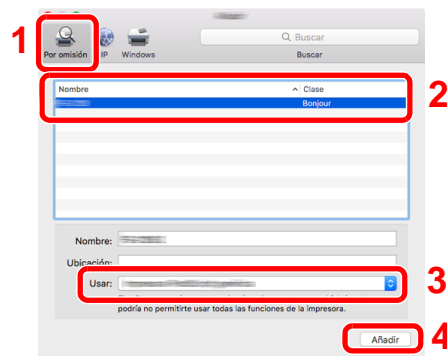 1
Buscar
Por omisión IP Windows Buscar
2
Nombre Clase
Bonjour
Nombre:
Ubicación:
3
Usar:
podría no permitirte usar todas las funciones de la impresora.
Añadir
4